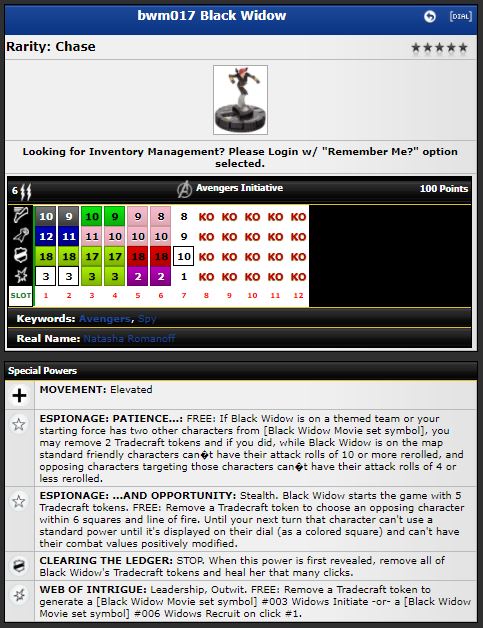 bwm017 Black Widow [DIAL]
Rarity: Chase
Looking for Inventory Management? Please Login w/ "Remember Me?" option
selected.
6 Avengers Initiative 100 Points
10 9 10 9 9 8 8 KO KO KO KO KO
12 11 11 10 10 10 9 KO KO KO KO KO
18 18 17 17 18 18 10 KO KO KO KO KO
3 3 3 3 2 2 1 KO KO KO KO KO
SLOT 1 2 3 4 5 6 7 8 9 10 11 12
Keywords: Avengers, Spy
Real Name: Natasha Romanoff
Special Powers
MOVEMENT: Elevated
ESPIONAGE: PATIENCE...: FREE: If Black Widow is on a themed team or your
starting force has two other characters from [Black Widow Movie set symbol], you
may remove 2 Tradecraft tokens and if you did, while Black Widow is on the map
standard friendly characters can�t have their attack rolls of 10 or more rerolled, and
opposing characters targeting those characters can�t have their attack rolls of 4 or
less rerolled.
ESPIONAGE: ...AND OPPORTUNITY: Stealth. Black Widow starts the game with 5
Tradecraft tokens. FREE: Remove a Tradecraft token to choose an opposing character
within 6 squares and line of fire. Until your next turn that character can't use a
standard power until it's displayed on their dial (as a colored square) and can't have
their combat values positively modified.
CLEARING THE LEDGER: STOP. When this power is first revealed, remove all of
Black Widow's Tradecraft tokens and heal her that many clicks.
WEB OF INTRIGUE: Leadership, Outwit. FREE: Remove a Tradecraft token to
generate a [Black Widow Movie set symbol] #003 Widows Initiate -or- a [Black Widow
Movie set symbol] #006 Widows Recruit on click #1.